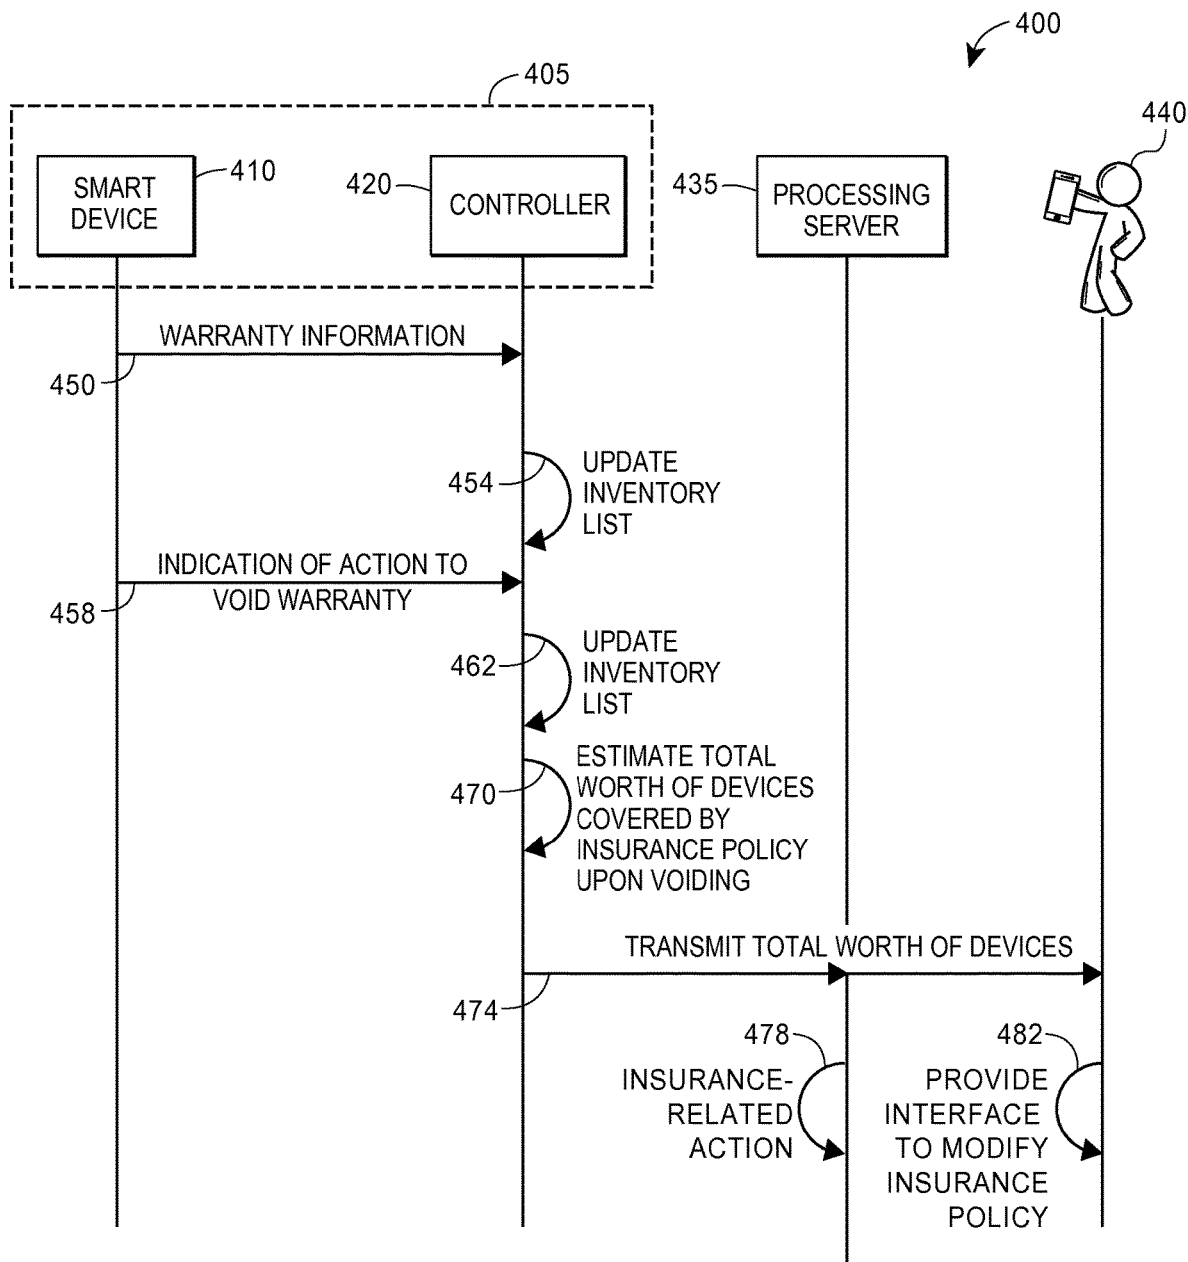 400
405
440
SMART
DEVICE
410
420
CONTROLLER
435
PROCESSING
SERVER
WARRANTY INFORMATION
450
454
UPDATE
INVENTORY
LIST
INDICATION OF ACTION TO
VOID WARRANTY
458
462
UPDATE
INVENTORY
LIST
470
ESTIMATE TOTAL
WORTH OF DEVICES
COVERED BY
INSURANCE POLICY
UPON VOIDING
TRANSMIT TOTAL WORTH OF DEVICES
474
478
INSURANCE-
RELATED
ACTION
482
PROVIDE
INTERFACE
TO MODIFY
INSURANCE
POLICY